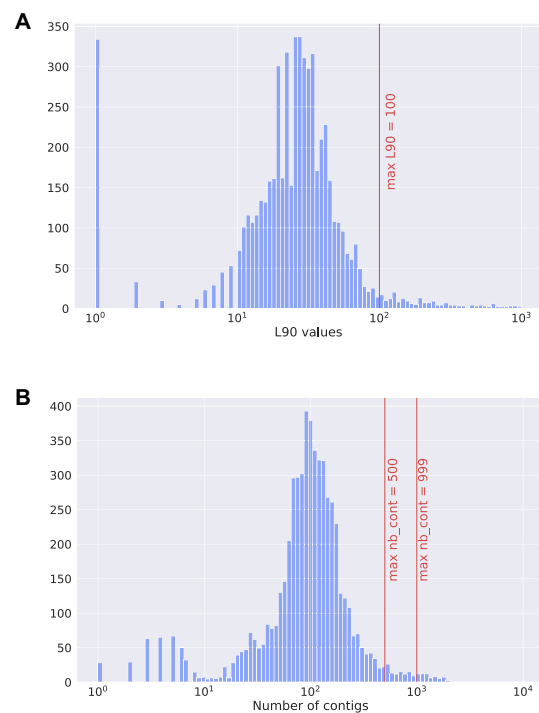 A
350
300
250
200
150
100
50
0
max L90 = 100
10⁰ 10¹ 10² 10³
L90 values
B
400
350
300
250
200
150
100
50
0
max nb_cont = 500
max nb_cont = 999
10⁰ 10¹ 10² 10³ 10⁴
Number of contigs